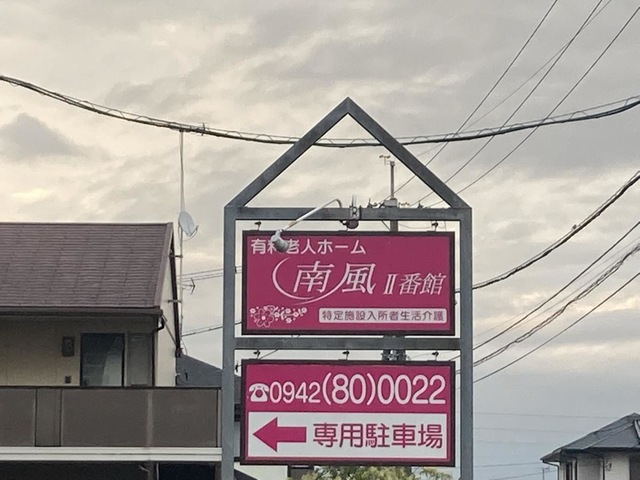 有料老人ホーム
南風 II番館
特定施設入所者生活介護
☎0942(80)0022
専用駐車場